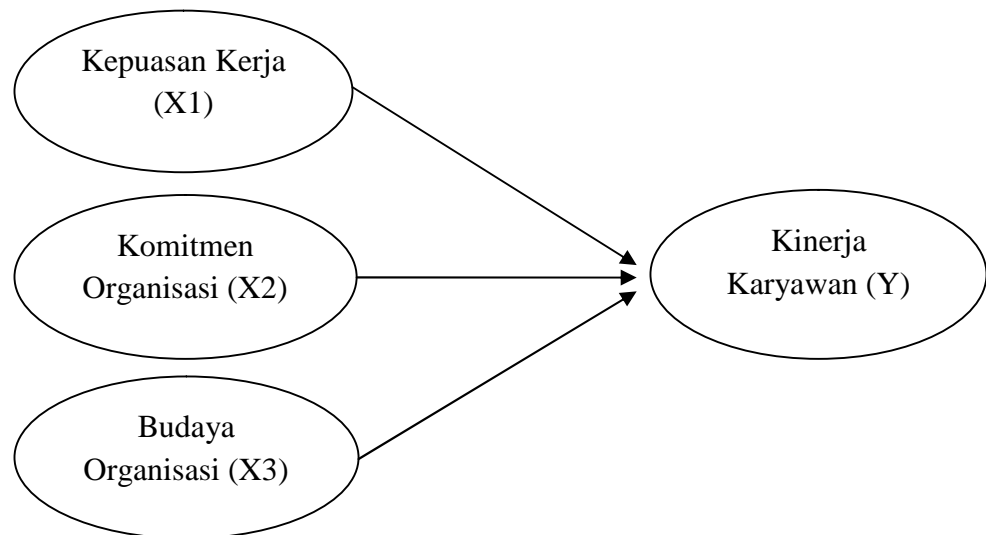 Kepuasan Kerja
(X1)
Komitmen
Organisasi (X2)
Budaya
Organisasi (X3)
Kinerja
Karyawan (Y)